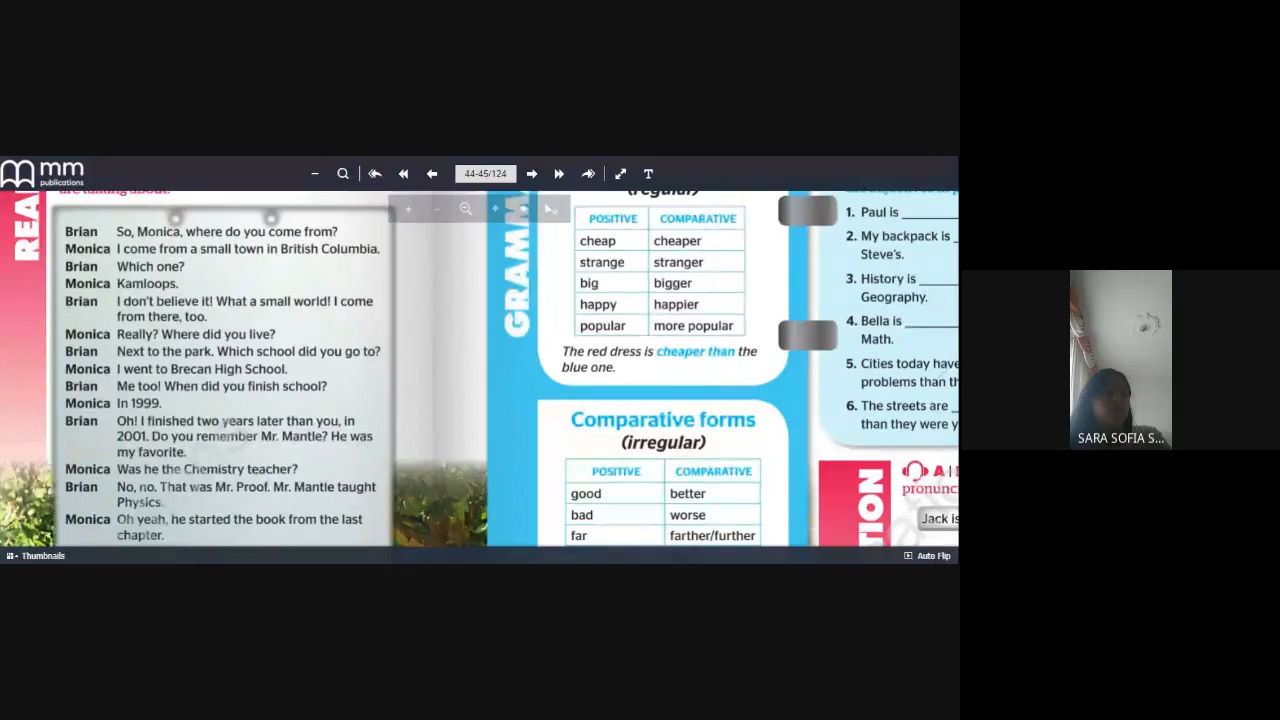 mm
publications
44-45/124
are talking about.
REA
Brian So, Monica, where do you come from?
Monica I come from a small town in British Columbia.
Brian Which one?
Monica Kamloops.
Brian I don't believe it! What a small world! I come
from there, too.
Monica Really? Where did you live?
Brian Next to the park. Which school did you go to?
Monica I went to Brecan High School.
Brian Me too! When did you finish school?
Monica In 1999.
Brian Oh! I finished two years later than you, in
2001. Do you remember Mr. Mantle? He was
my favorite.
Monica Was he the Chemistry teacher?
Brian No, no. That was Mr. Proof. Mr. Mantle taught
Physics.
Monica Oh yeah, he started the book from the last
chapter.
GRAMM
(regular)
POSITIVE COMPARATIVE
cheap cheaper
strange stranger
big bigger
happy happier
popular more popular
The red dress is cheaper than the
blue one.
Comparative forms
(irregular)
POSITIVE COMPARATIVE
good better
bad worse
far farther/further
1. Paul is
2. My backpack is
Steve's.
3. History is
Geography.
4. Bella is
Math.
5. Cities today have
problems than th
6. The streets are
than they were y
TION
A
pronunc
Jack is
Thumbnails
Auto Flip
SARA SOFIA S...